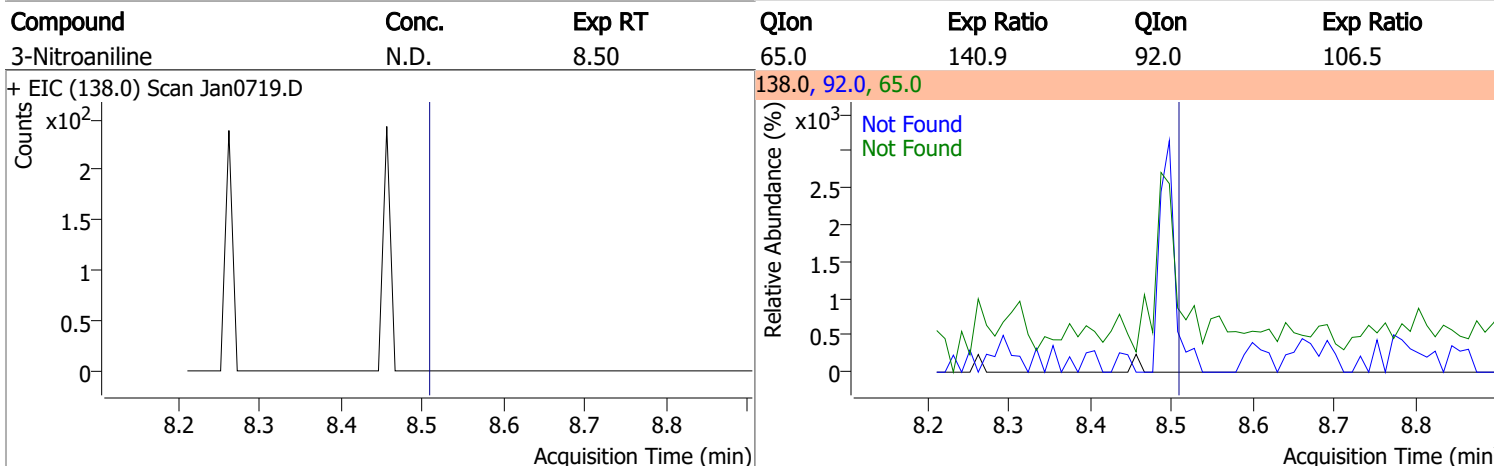 Compound Conc. Exp RT QIon Exp Ratio QIon Exp Ratio
3-Nitroaniline N.D. 8.50 65.0 140.9 92.0 106.5
+ EIC (138.0) Scan Jan0719.D
Counts
x10²
2
1.5
1
0.5
0
8.2 8.3 8.4 8.5 8.6 8.7 8.8
Acquisition Time (min)
138.0, 92.0, 65.0
Relative Abundance (%)
x10³
Not Found
Not Found
2.5
2
1.5
1
0.5
0
8.2 8.3 8.4 8.5 8.6 8.7 8.8
Acquisition Time (min